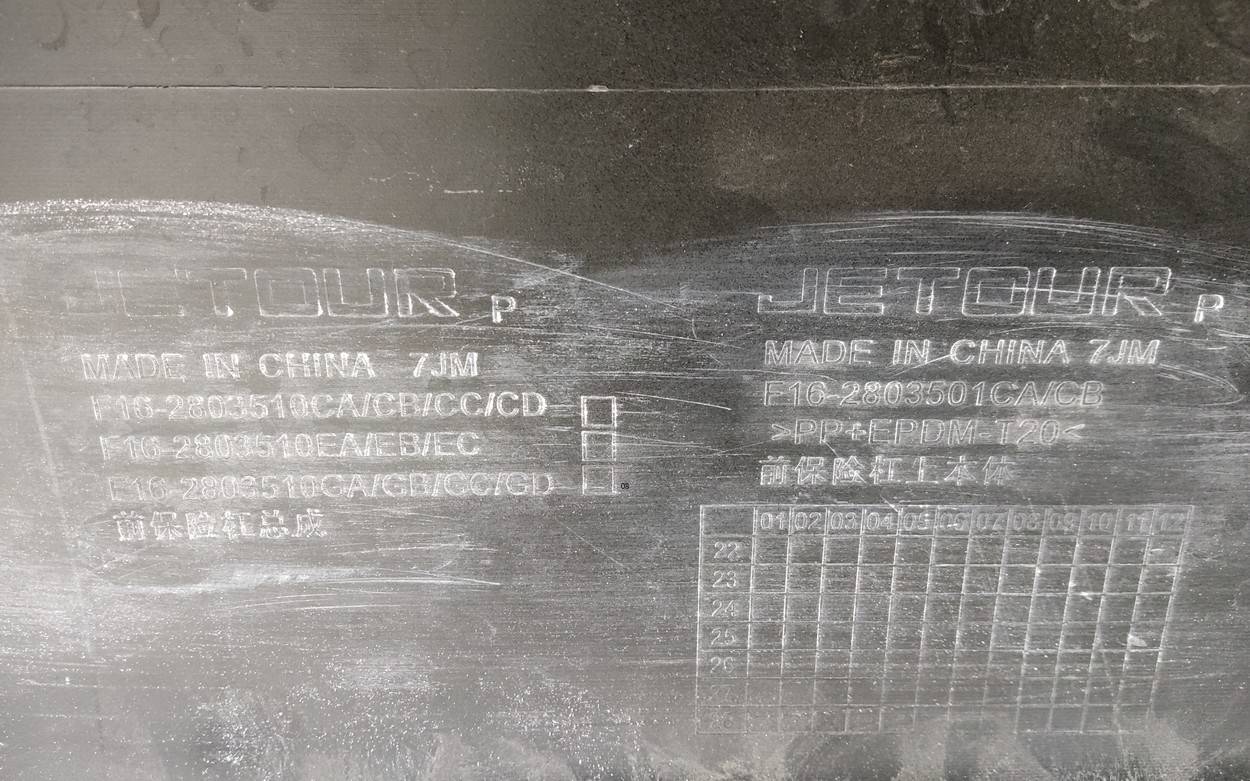 JETOUR P
MADE IN CHINA 7JM
F16-2803510CA/CB/CC/CD
F16-2803510EA/EB/EC
F16-2803510GA/GB/GC/GD
前保险杠总成
JETOUR P
MADE IN CHINA 7JM
F16-2803501CA/CB
>PP+EPDM-T20<
前保险杠上本体
01 02 03 04 05 06 07 08 09 10 11 12
22
23
24
25
26